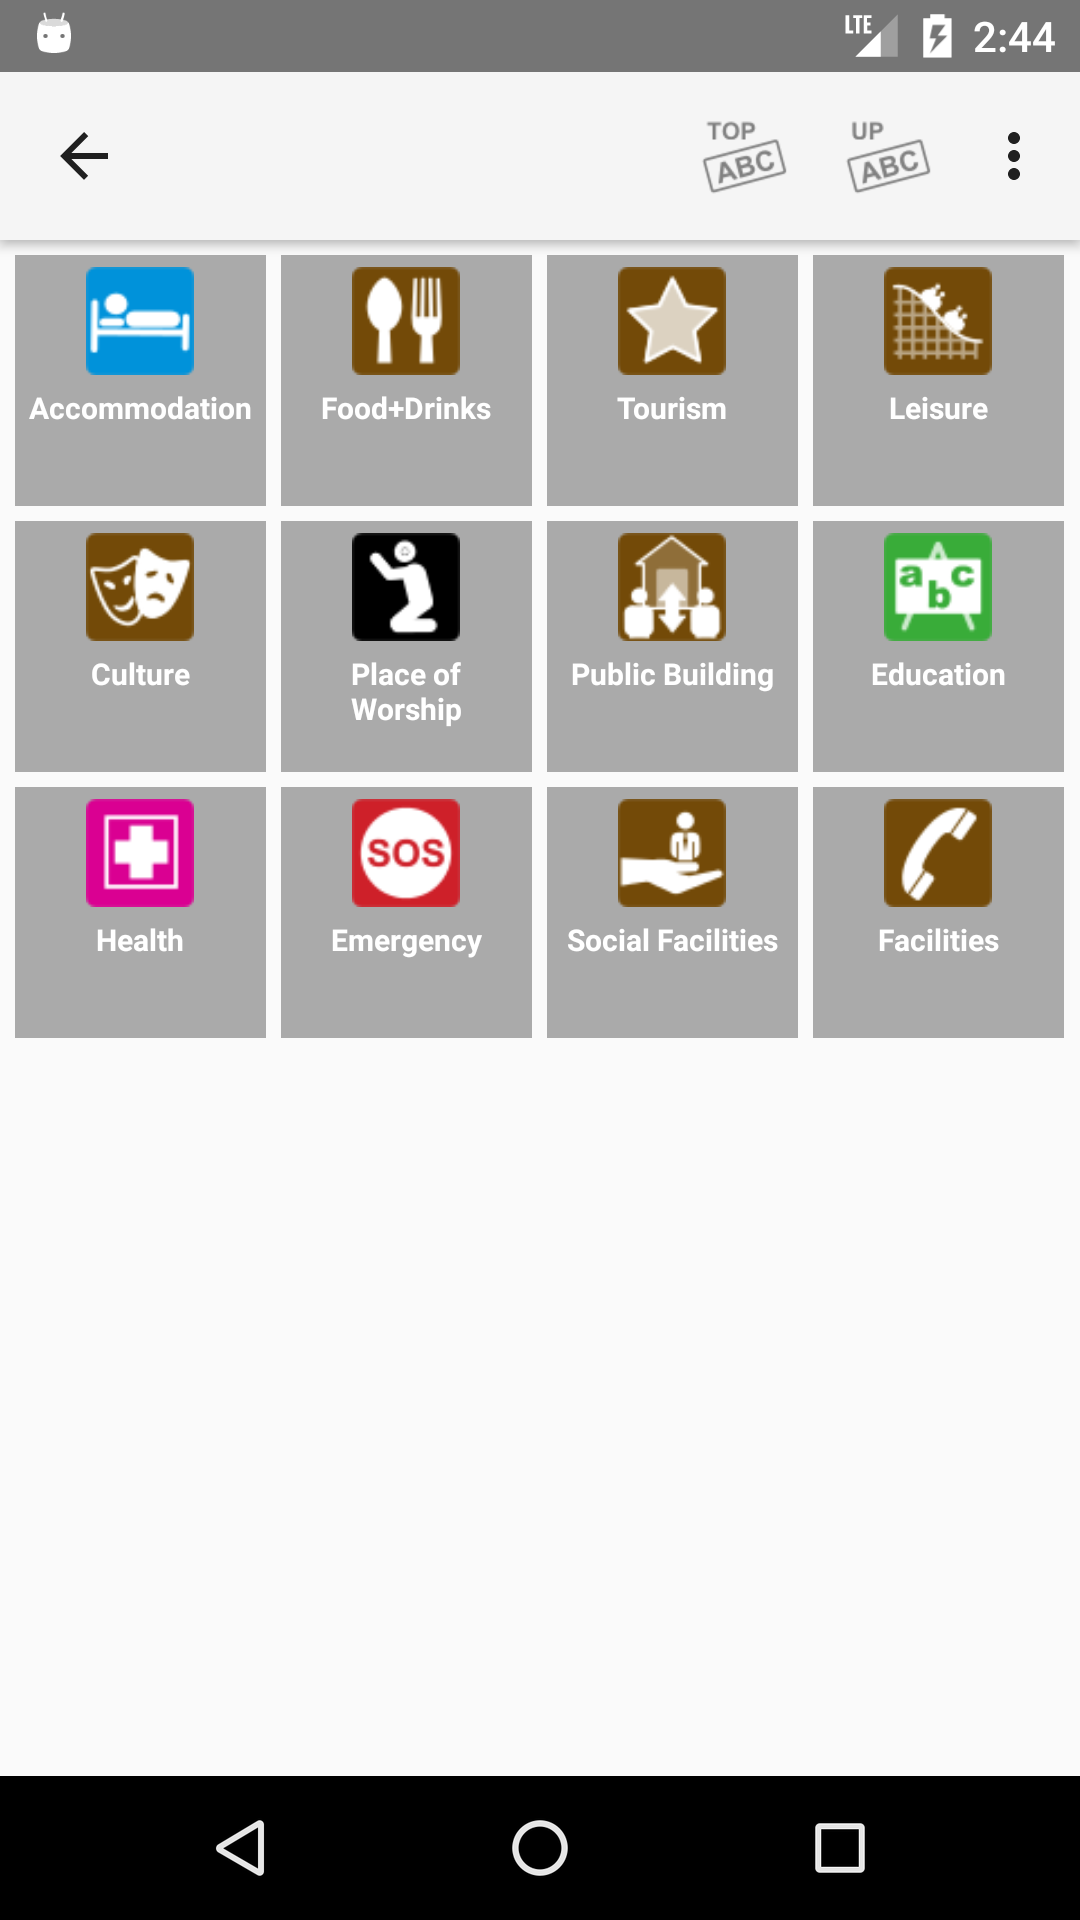 LTE 2:44
TOP ABC
UP ABC
Accommodation
Food+Drinks
Tourism
Leisure
Culture
Place of
Worship
Public Building
abc
Education
Health
SOS
Emergency
Social Facilities
Facilities